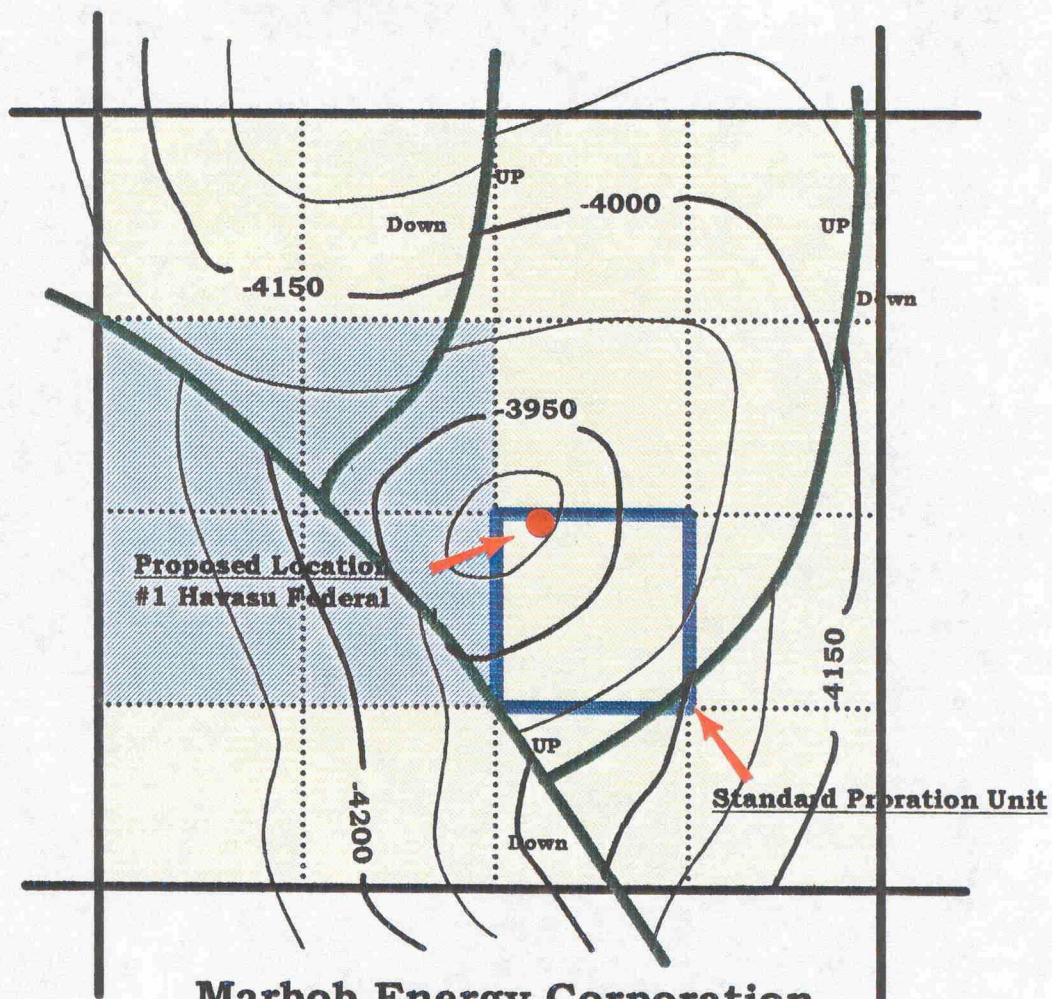 UP
-4000
Down
UP
-4150
Down
-3950
Proposed Location
#1 Havasu Federal
-4150
UP
Standard Proration Unit
-4200
Down
Marbob Energy Corporation